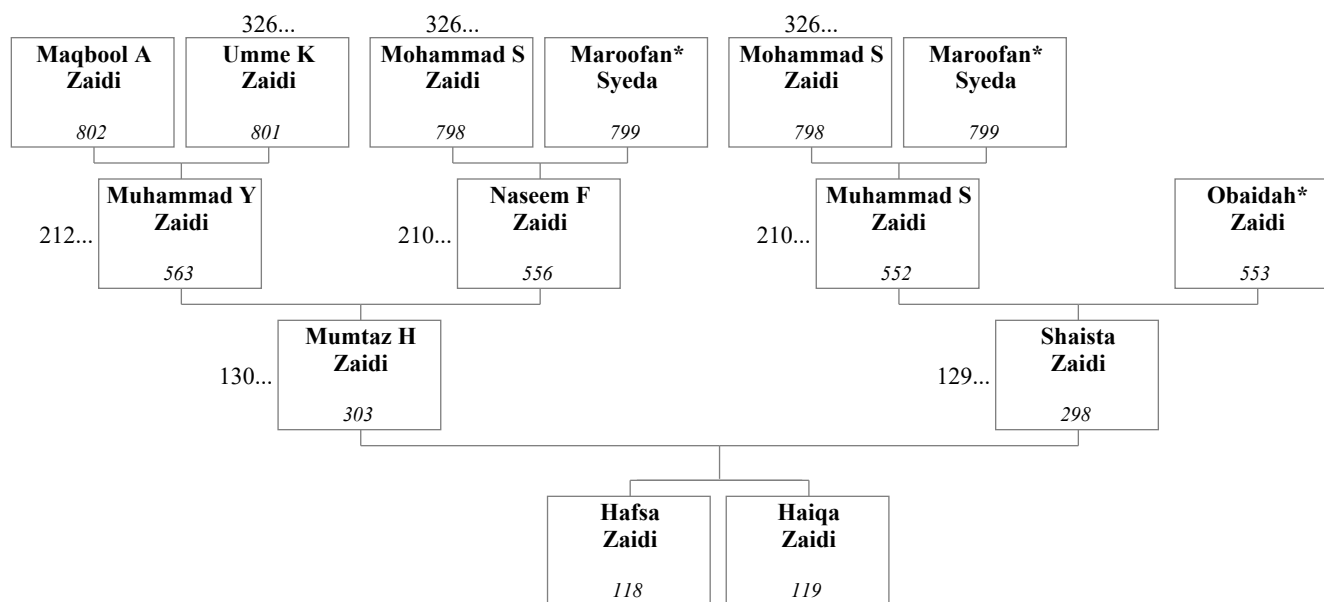 326...
326...
326...
Maqbool A
Zaidi
802
Umme K
Zaidi
801
Mohammad S
Zaidi
798
Maroofan*
Syeda
799
Mohammad S
Zaidi
798
Maroofan*
Syeda
799
212...
Muhammad Y
Zaidi
563
210...
Naseem F
Zaidi
556
210...
Muhammad S
Zaidi
552
Obaidah*
Zaidi
553
130...
Mumtaz H
Zaidi
303
129...
Shaista
Zaidi
298
Hafsa
Zaidi
118
Haiqa
Zaidi
119